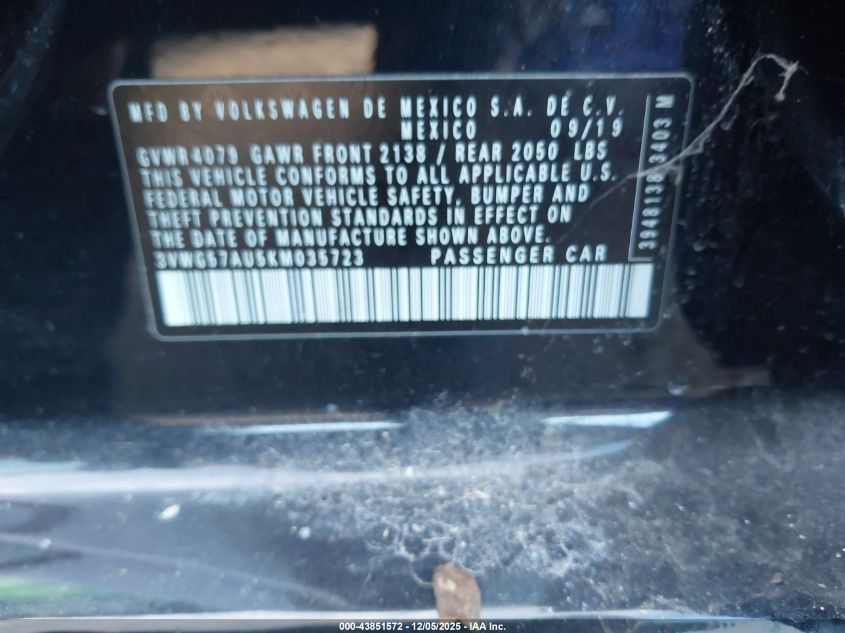 MFD BY VOLKSWAGEN DE MEXICO S.A. DE C.V.
MEXICO 09/19
GVWR 4079 GAWR FRONT 2138 / REAR 2050 LBS
THIS VEHICLE CONFORMS TO ALL APPLICABLE U.S.
FEDERAL MOTOR VEHICLE SAFETY, BUMPER AND
THEFT PREVENTION STANDARDS IN EFFECT ON
THE DATE OF MANUFACTURE SHOWN ABOVE.
3VWG57AU5KM035723 PASSENGER CAR
000-43851572 - 12/05/2025 - IAA Inc.